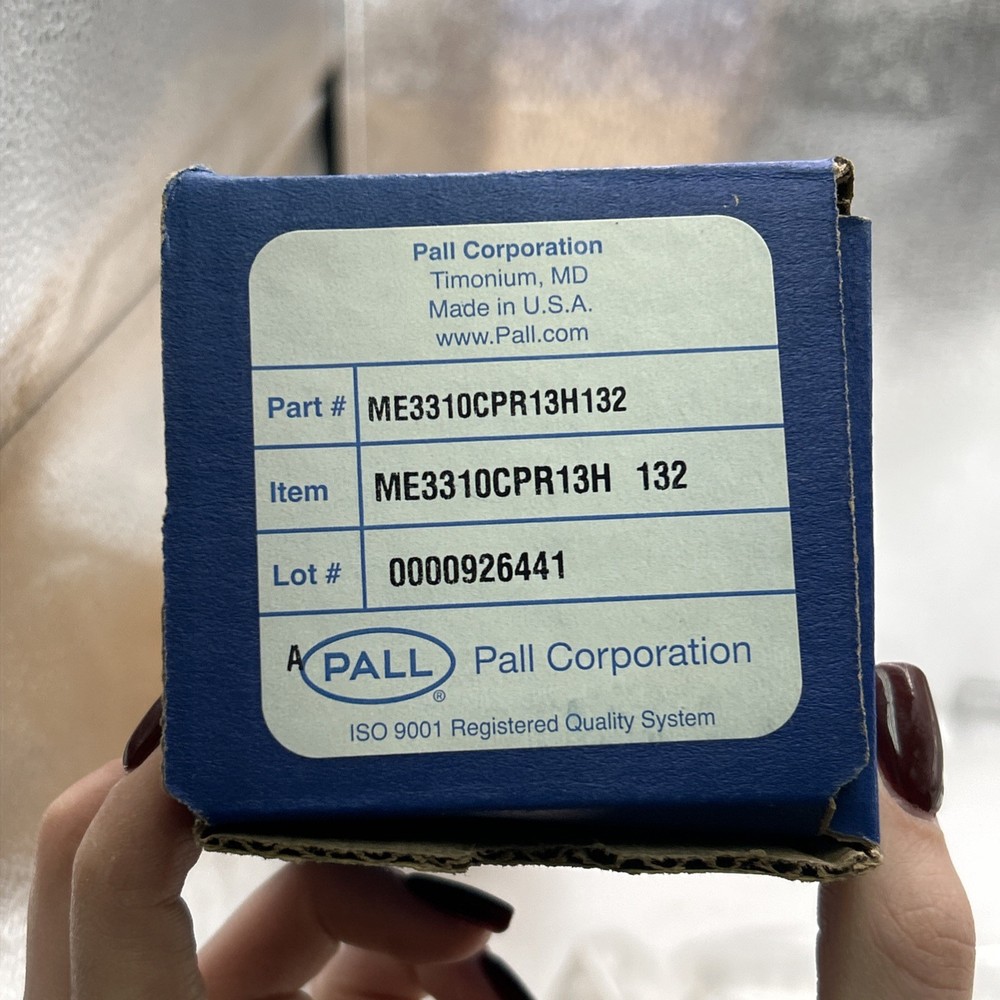 Pall Corporation
Timonium, MD
Made in U.S.A.
www.Pall.com
Part # ME3310CPR13H132
Item ME3310CPR13H 132
Lot # 0000926441
A PALL® Pall Corporation
ISO 9001 Registered Quality System